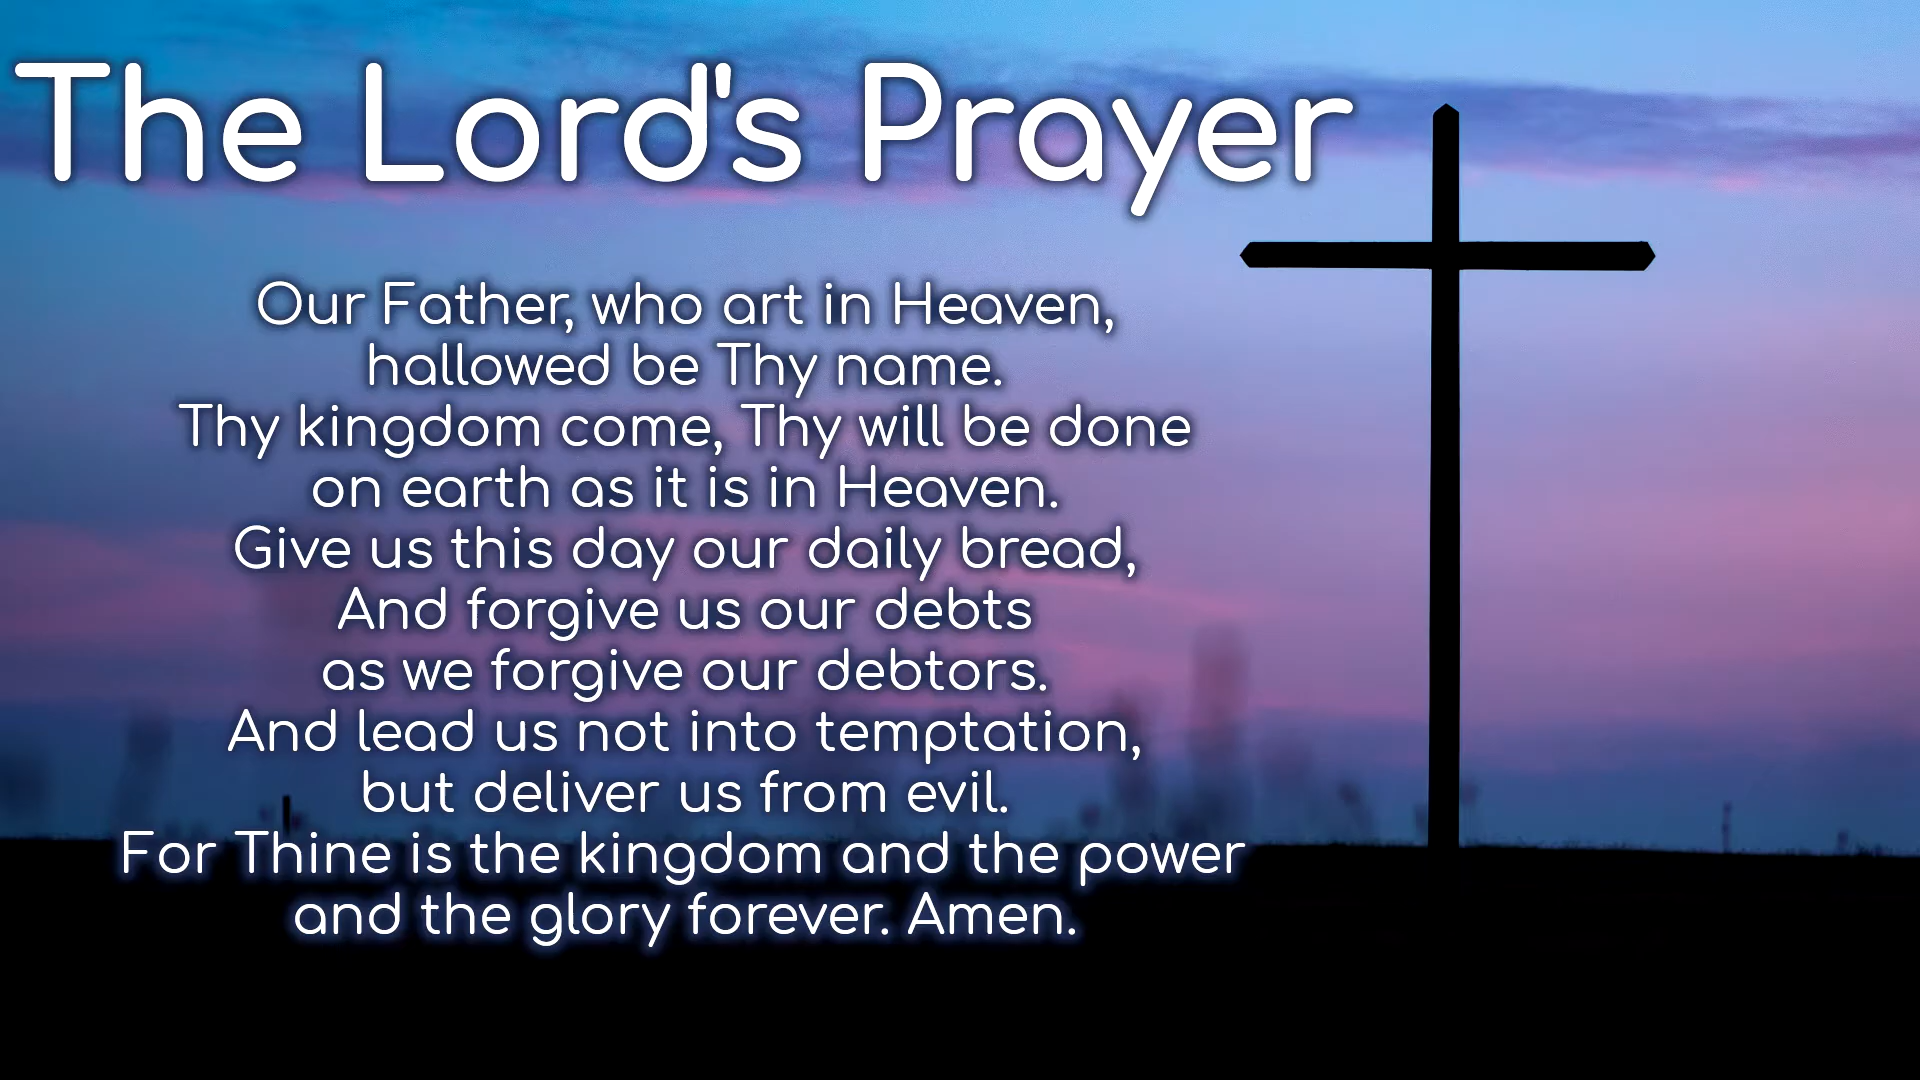 The Lord's Prayer
Our Father, who art in Heaven,
hallowed be Thy name.
Thy kingdom come, Thy will be done
on earth as it is in Heaven.
Give us this day our daily bread,
And forgive us our debts
as we forgive our debtors.
And lead us not into temptation,
but deliver us from evil.
For Thine is the kingdom and the power
and the glory forever. Amen.